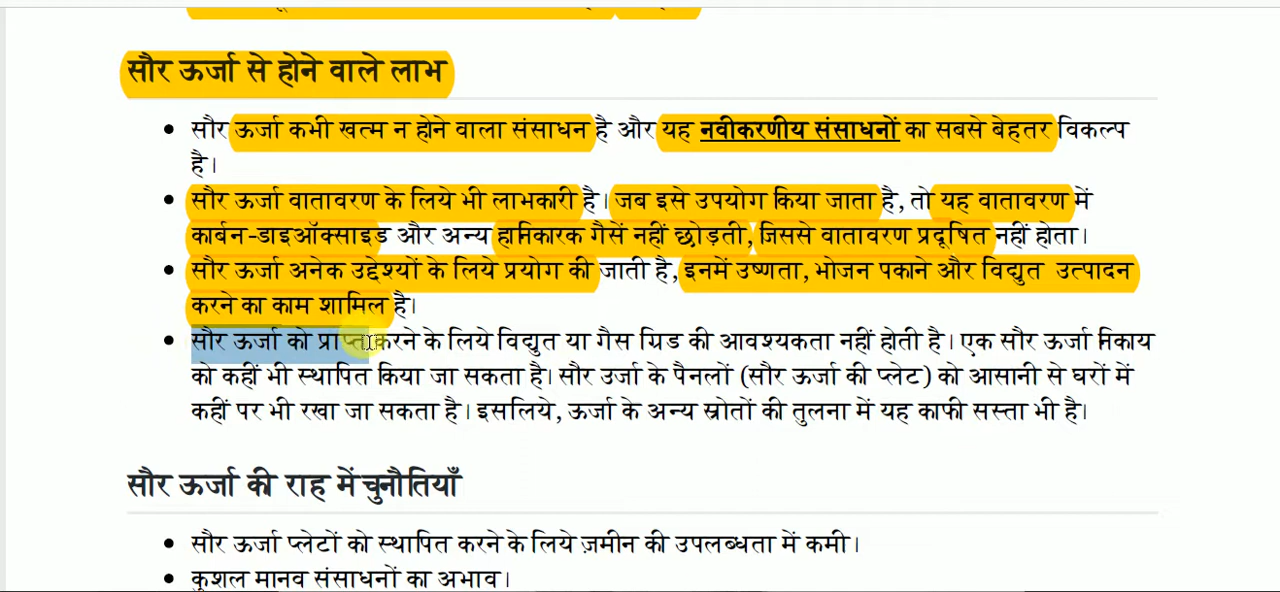 सौर ऊर्जा से होने वाले लाभ
सौर ऊर्जा कभी खत्म न होने वाला संसाधन है और यह नवीकरणीय संसाधनों का सबसे बेहतर विकल्प
है।
सौर ऊर्जा वातावरण के लिये भी लाभकारी है। जब इसे उपयोग किया जाता है, तो यह वातावरण में
कार्बन-डाइऑक्साइड और अन्य हानिकारक गैसें नहीं छोड़ती, जिससे वातावरण प्रदूषित नहीं होता।
सौर ऊर्जा अनेक उद्देश्यों के लिये प्रयोग की जाती है, इनमें उष्णता, भोजन पकाने और विद्युत उत्पादन
करने का काम शामिल है।
सौर ऊर्जा को प्राप्त करने के लिये विद्युत या गैस ग्रिड की आवश्यकता नहीं होती है। एक सौर ऊर्जा निकाय
को कहीं भी स्थापित किया जा सकता है। सौर उर्जा के पैनलों (सौर ऊर्जा की प्लेट) को आसानी से घरों में
कहीं पर भी रखा जा सकता है। इसलिये, ऊर्जा के अन्य स्रोतों की तुलना में यह काफी सस्ता भी है।
सौर ऊर्जा की राह में चुनौतियाँ
सौर ऊर्जा प्लेटों को स्थापित करने के लिये ज़मीन की उपलब्धता में कमी।
कुशल मानव संसाधनों का अभाव।